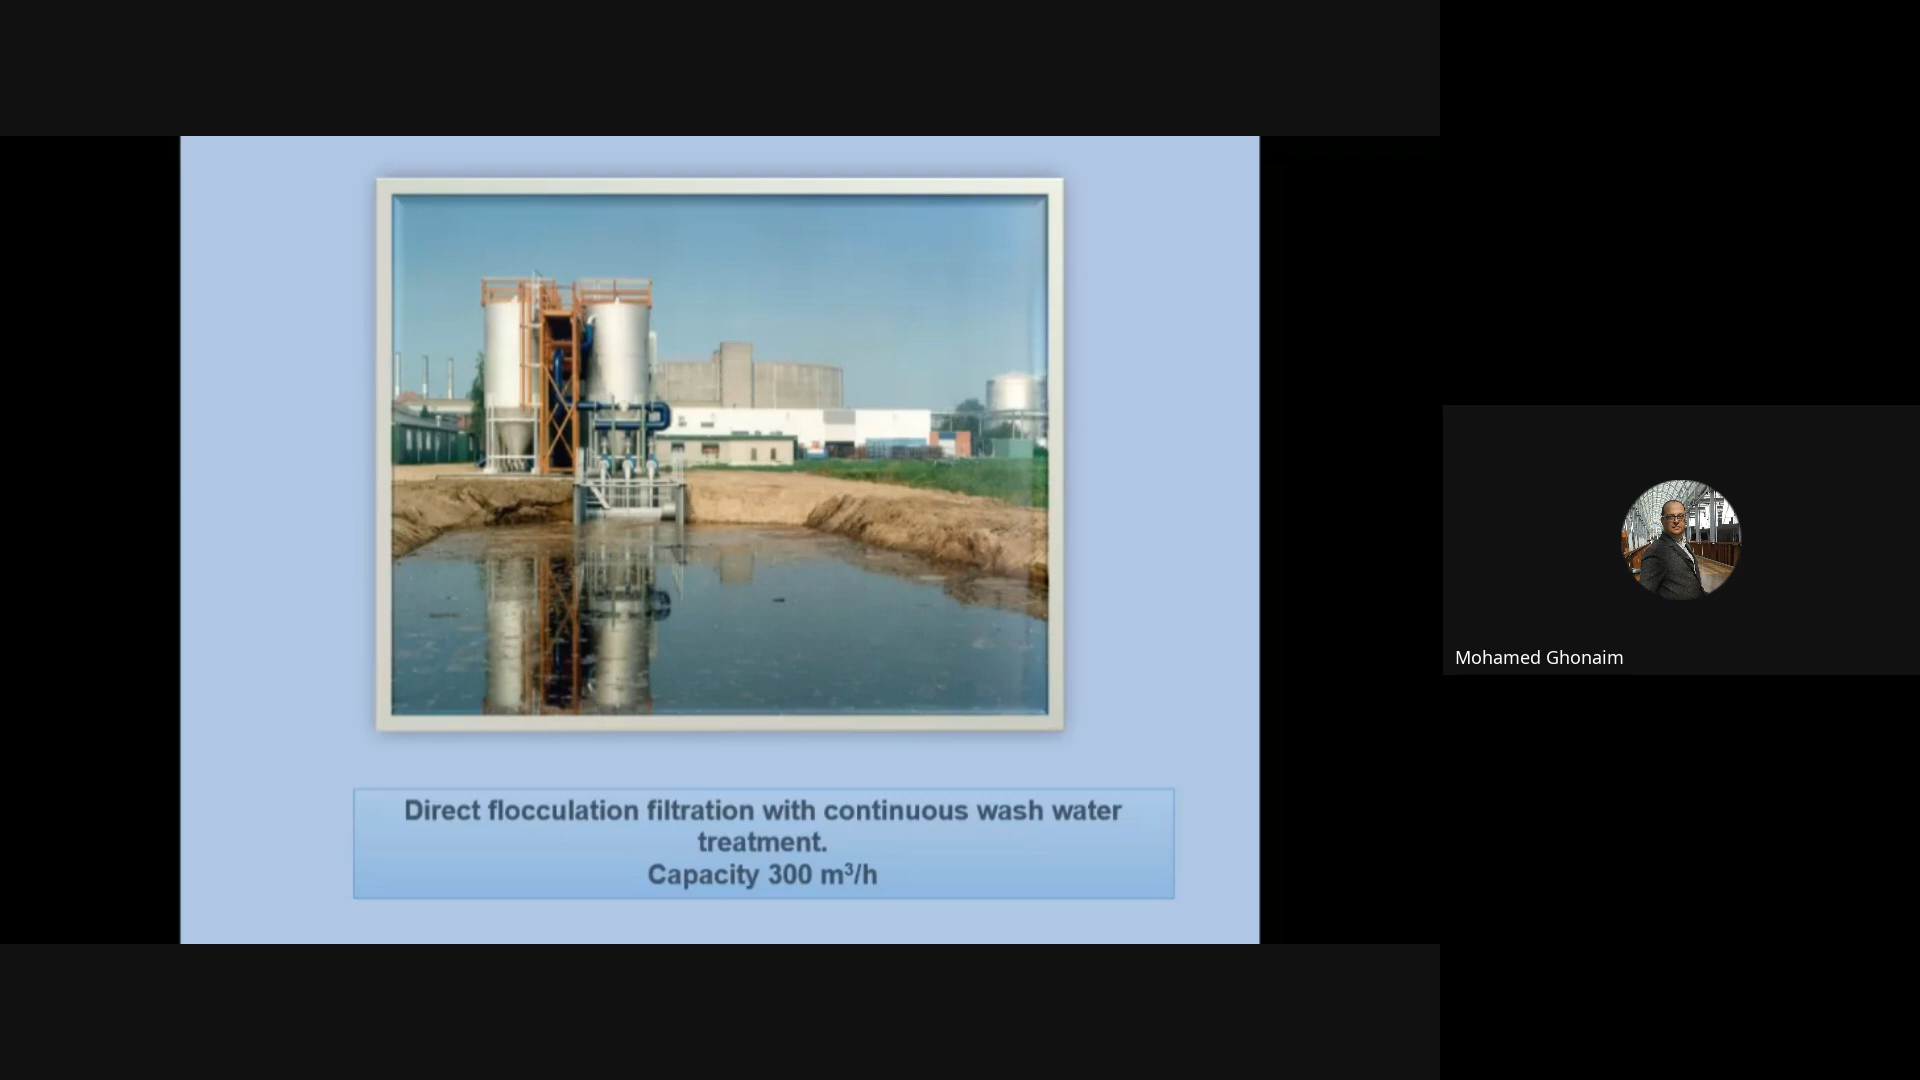 Direct flocculation filtration with continuous wash water
treatment.
Capacity 300 m³/h
Mohamed Ghonaim